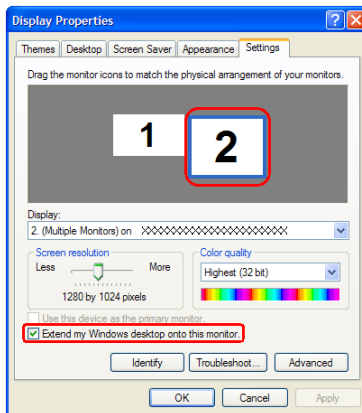 Display Properties
Themes Desktop Screen Saver Appearance Settings
Drag the monitor icons to match the physical arrangement of your monitors.
1 2
Display:
2. (Multiple Monitors) on XXXXXXXXXXXXXXXXXXXXXX
Screen resolution Color quality
Less More Highest (32 bit)
1280 by 1024 pixels
Use this device as the primary monitor.
Extend my Windows desktop onto this monitor.
Identify Troubleshoot... Advanced
OK Cancel Apply